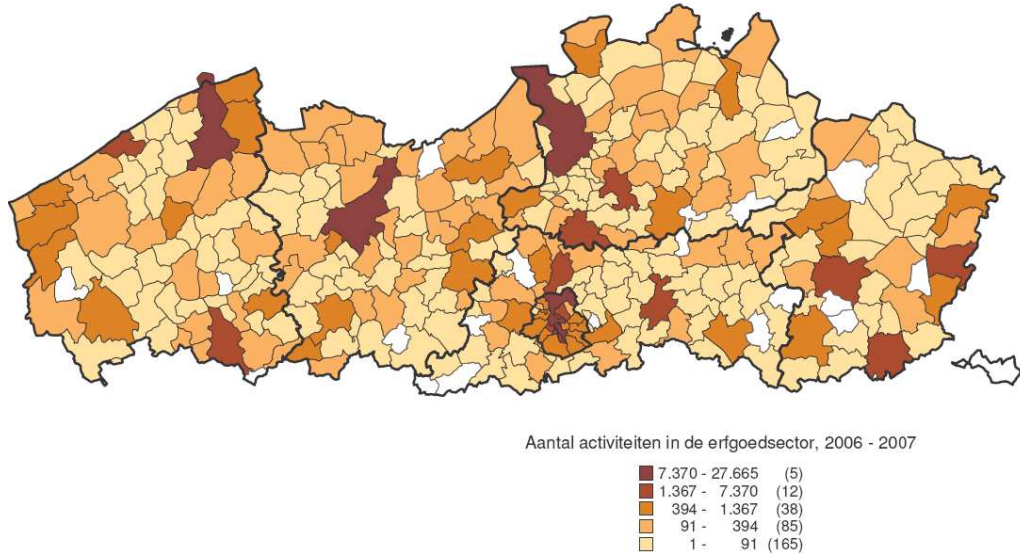 Aantal activiteiten in de erfgoedsector, 2006 - 2007
7.370 - 27.665 (5)
1.367 - 7.370 (12)
394 - 1.367 (38)
91 - 394 (85)
1 - 91 (165)